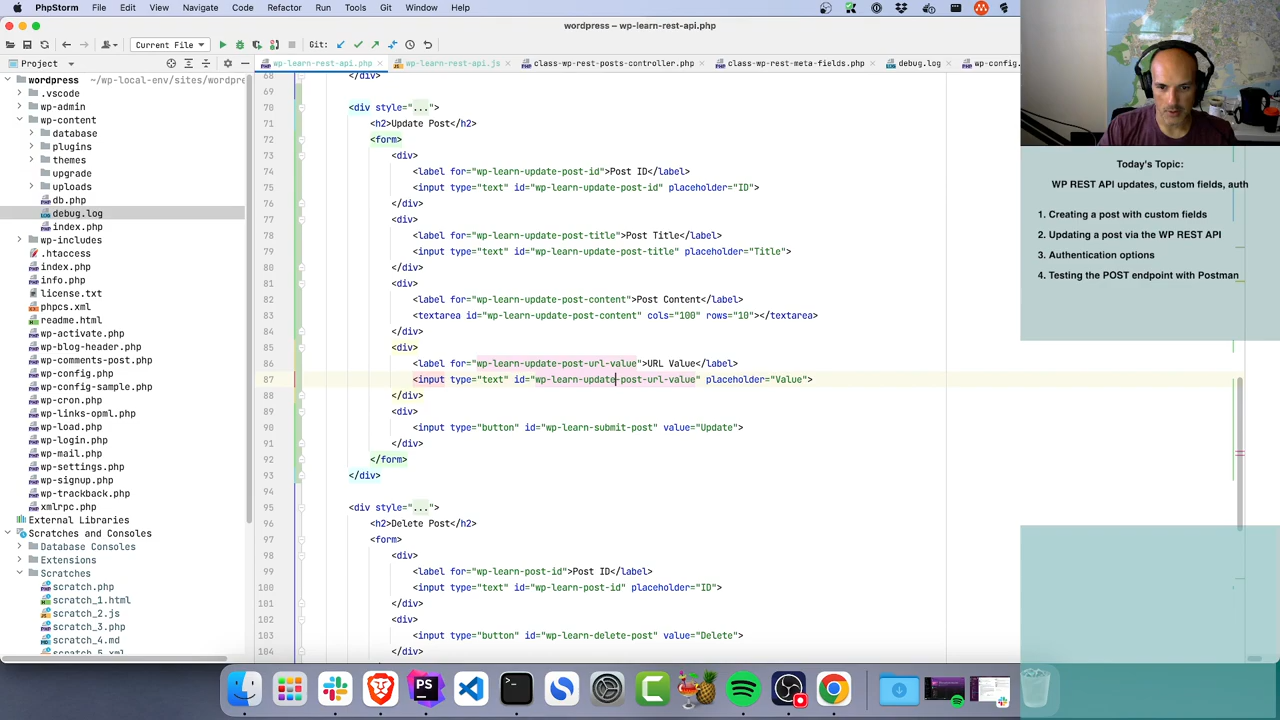 PhpStorm File Edit View Navigate Code Refactor Run Tools Git Window Help
wordpress – wp-learn-rest-api.php
Current File Git:
Project
wp-learn-rest-api.php wp-learn-rest-api.js class-wp-rest-posts-controller.php class-wp-rest-meta-fields.php debug.log wp-config.
wordpress ~/wp-local-env/sites/wordpre
.vscode
wp-admin
wp-content
database
plugins
themes
upgrade
uploads
db.php
debug.log
index.php
wp-includes
.htaccess
index.php
info.php
license.txt
phpcs.xml
readme.html
wp-activate.php
wp-blog-header.php
wp-comments-post.php
wp-config.php
wp-config-sample.php
wp-cron.php
wp-links-opml.php
wp-load.php
wp-login.php
wp-mail.php
wp-settings.php
wp-signup.php
wp-trackback.php
xmlrpc.php
External Libraries
Scratches and Consoles
Database Consoles
Extensions
Scratches
scratch.php
scratch_1.html
scratch_2.js
scratch_3.php
scratch_4.md
scratch_5.xml
68 </div>
69
70 <div style="...">
71 <h2>Update Post</h2>
72 <form>
73 <div>
74 <label for="wp-learn-update-post-id">Post ID</label>
75 <input type="text" id="wp-learn-update-post-id" placeholder="ID">
76 </div>
77 <div>
78 <label for="wp-learn-update-post-title">Post Title</label>
79 <input type="text" id="wp-learn-update-post-title" placeholder="Title">
80 </div>
81 <div>
82 <label for="wp-learn-update-post-content">Post Content</label>
83 <textarea id="wp-learn-update-post-content" cols="100" rows="10"></textarea>
84 </div>
85 <div>
86 <label for="wp-learn-update-post-url-value">URL Value</label>
87 <input type="text" id="wp-learn-update-post-url-value" placeholder="Value">
88 </div>
89 <div>
90 <input type="button" id="wp-learn-submit-post" value="Update">
91 </div>
92 </form>
93 </div>
94
95 <div style="...">
96 <h2>Delete Post</h2>
97 <form>
98 <div>
99 <label for="wp-learn-post-id">Post ID</label>
100 <input type="text" id="wp-learn-post-id" placeholder="ID">
101 </div>
102 <div>
103 <input type="button" id="wp-learn-delete-post" value="Delete">
104 </div>
Today's Topic:
WP REST API updates, custom fields, auth
1. Creating a post with custom fields
2. Updating a post via the WP REST API
3. Authentication options
4. Testing the POST endpoint with Postman